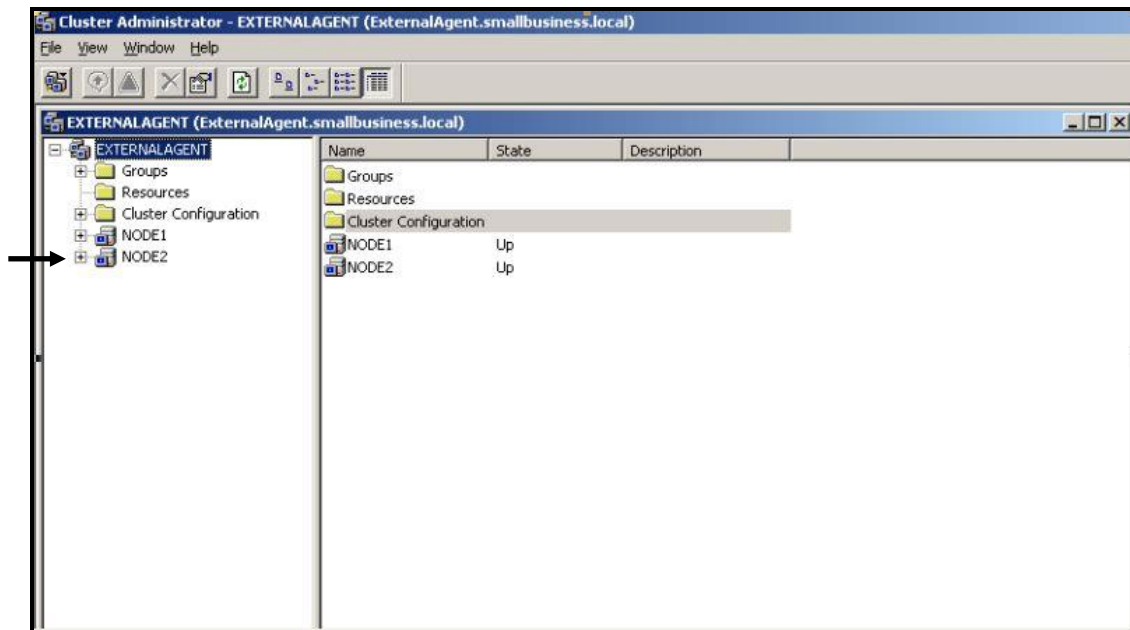 Cluster Administrator - EXTERNALAGENT (ExternalAgent.smallbusiness.local)
File View Window Help
EXTERNALAGENT (ExternalAgent.smallbusiness.local)
EXTERNALAGENT
Groups
Resources
Cluster Configuration
NODE1
NODE2
Name State Description
Groups
Resources
Cluster Configuration
NODE1 Up
NODE2 Up